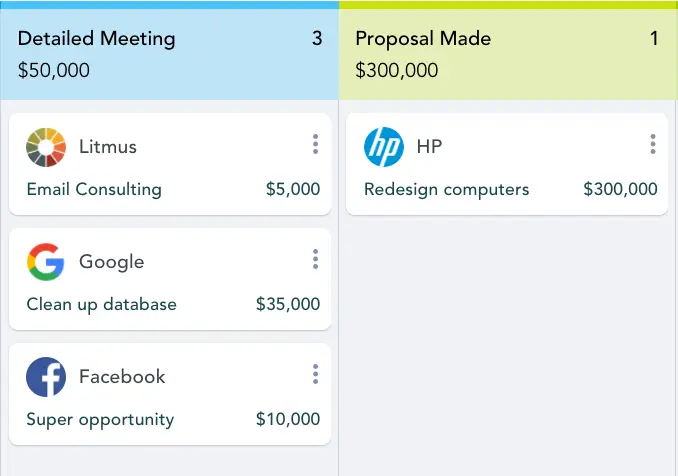 Detailed Meeting 3
$50,000
Litmus
Email Consulting $5,000
Google
Clean up database $35,000
Facebook
Super opportunity $10,000
Proposal Made 1
$300,000
hp HP
Redesign computers $300,000